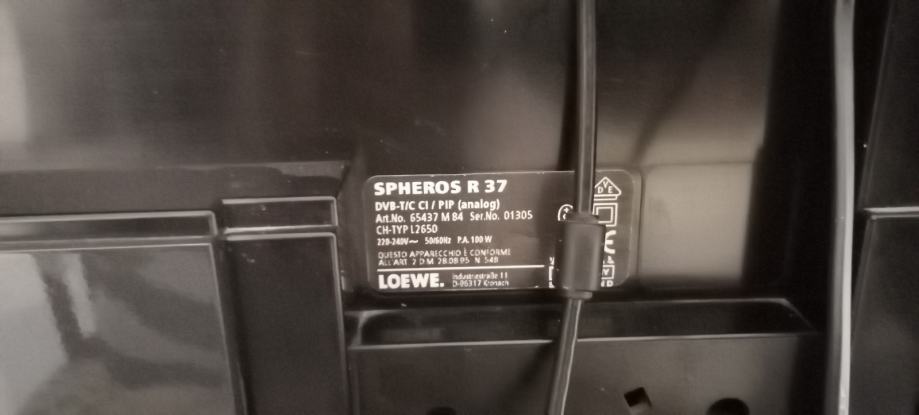 SPHEROS R 37
DVB-T/C CI / PIP (analog)
Art.No. 65437 M 84 Ser.No. 01305
CH-TYP L2650
220-240V~ 50/60Hz P.A. 100 W
QUESTO APPARECCHIO È CONFORME
ALL'ART. 2 D M 28.08.95 N. 548
LOEWE. Industriestraße 11
D-96317 Kronach
VDE